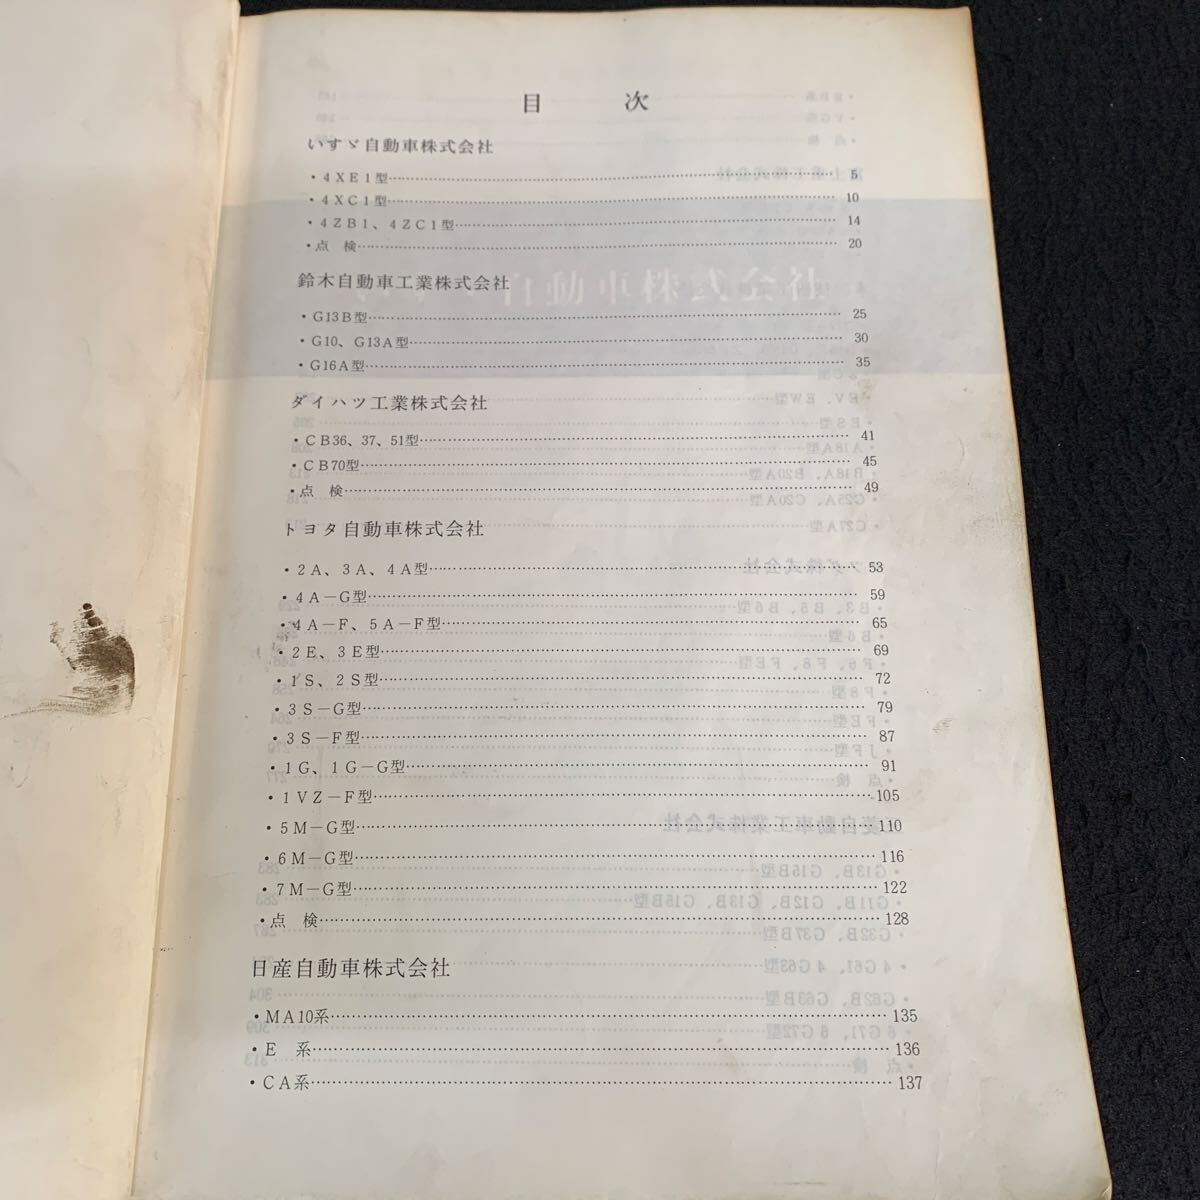 目　次
いすゞ自動車株式会社
・４ＸＥ１型……5
・４ＸＣ１型……10
・４ＺＢ１、４ＺＣ１型……14
・点　検……20
鈴木自動車工業株式会社
・Ｇ13Ｂ型……25
・Ｇ10、Ｇ13Ａ型……30
・Ｇ16Ａ型……35
ダイハツ工業株式会社
・ＣＢ36、37、51型……41
・ＣＢ70型……45
・点　検……49
トヨタ自動車株式会社
・２Ａ、３Ａ、４Ａ型……53
・４Ａ－Ｇ型……59
・４Ａ－Ｆ、５Ａ－Ｆ型……65
・２Ｅ、３Ｅ型……69
・１Ｓ、２Ｓ型……72
・３Ｓ－Ｇ型……79
・３Ｓ－Ｆ型……87
・１Ｇ、１Ｇ－Ｇ型……91
・１ＶＺ－Ｆ型……105
・５Ｍ－Ｇ型……110
・６Ｍ－Ｇ型……116
・７Ｍ－Ｇ型……122
・点　検……128
日産自動車株式会社
・ＭＡ10系……135
・Ｅ　系……136
・ＣＡ系……137